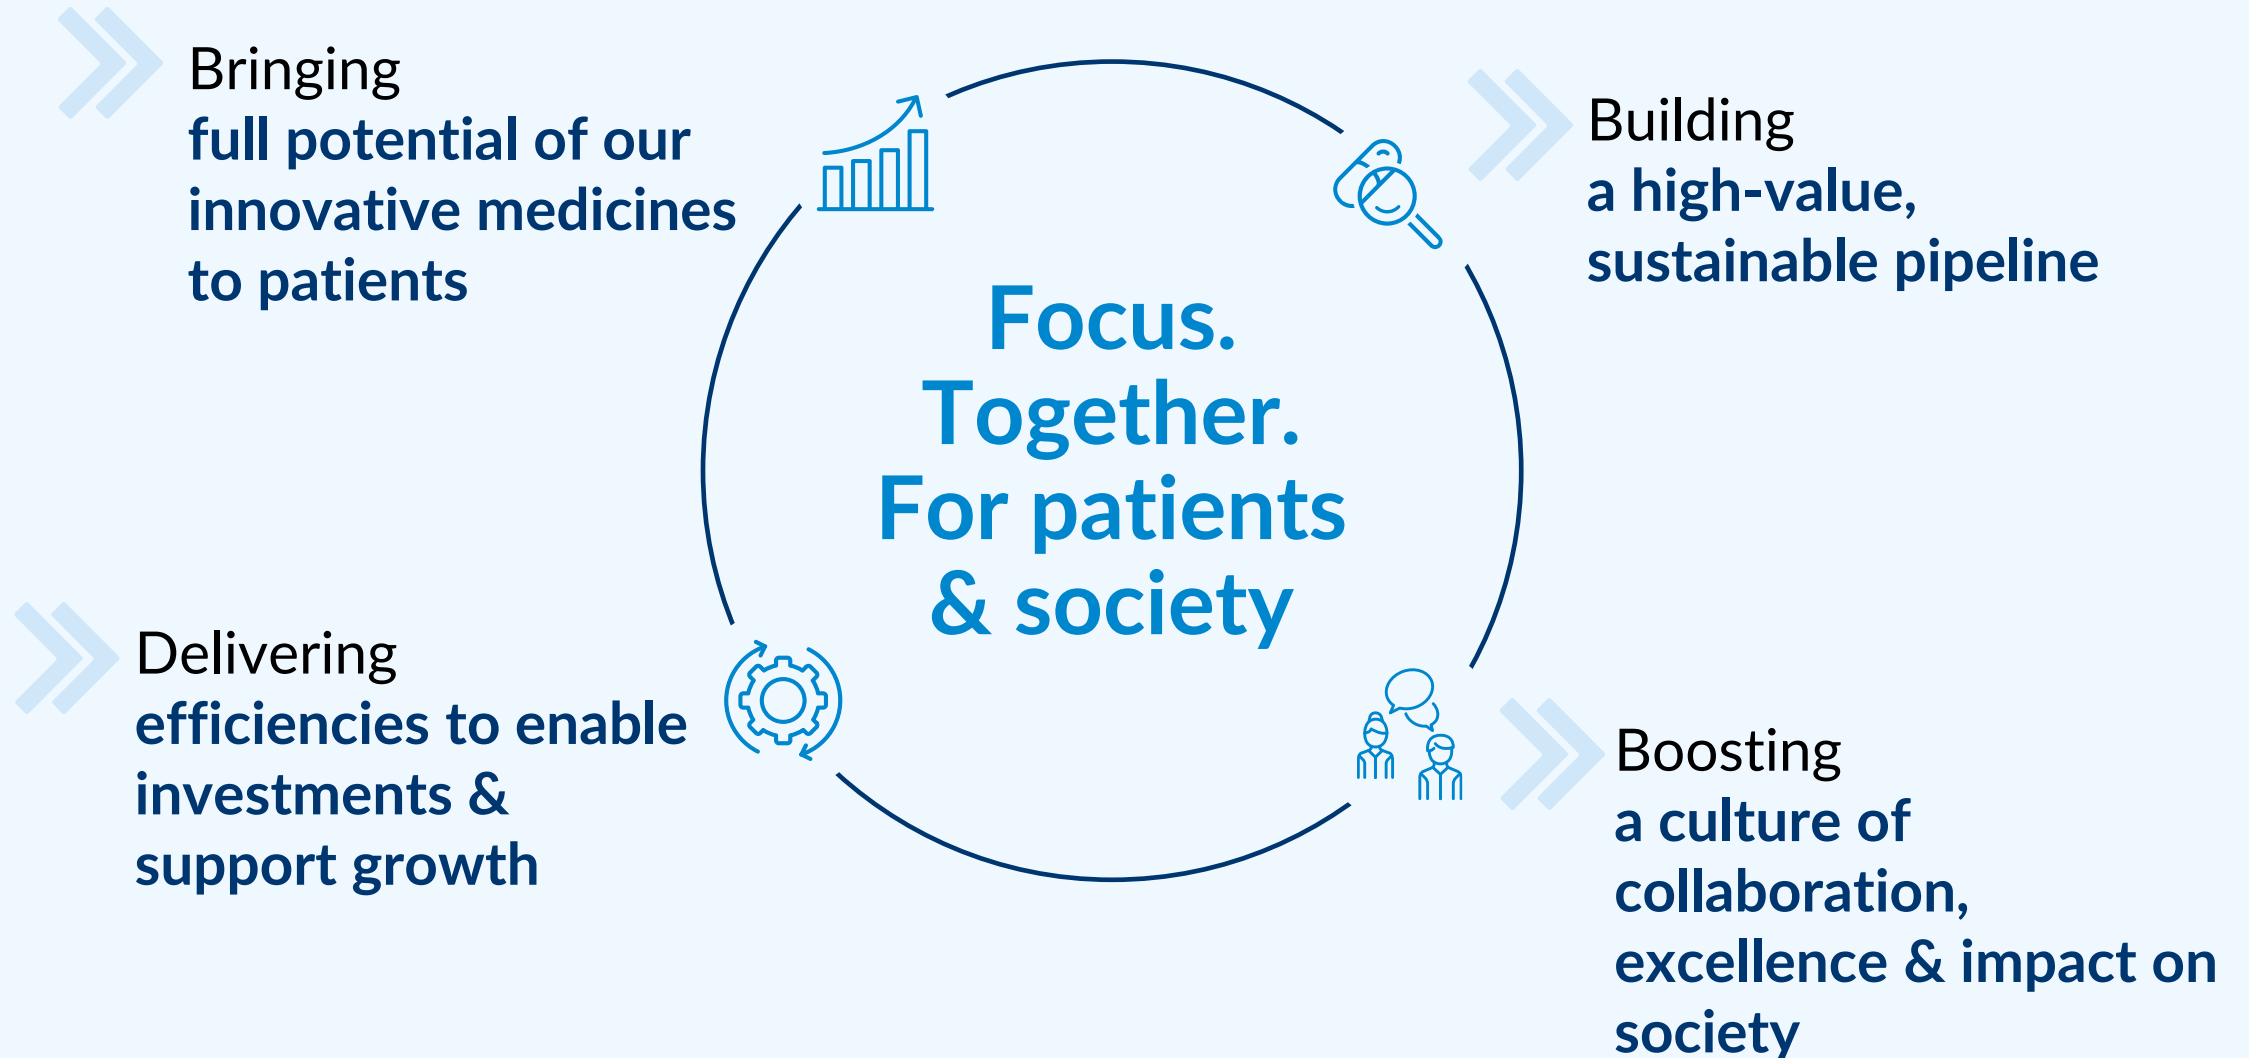 Bringing
full potential of our
innovative medicines
to patients
Building
a high-value,
sustainable pipeline
Focus.
Together.
For patients
& society
Delivering
efficiencies to enable
investments &
support growth
Boosting
a culture of
collaboration,
excellence & impact on
society